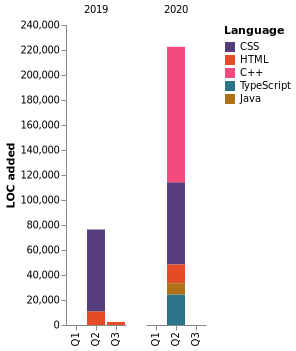 2019 2020
Language
CSS
HTML
C++
TypeScript
Java
LOC added
240,000
220,000
200,000
180,000
160,000
140,000
120,000
100,000
80,000
60,000
40,000
20,000
0
Q1 Q2 Q3 Q1 Q2 Q3